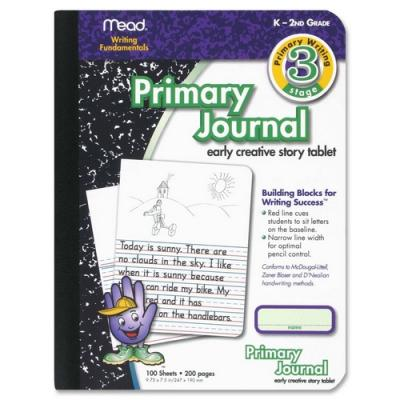 Mead
Writing
Fundamentals
K – 2ND GRADE
Primary Writing
3
stage
Primary
Journal
early creative story tablet
Building Blocks for
Writing Success™
• Red line cues
students to sit letters
on the baseline.
• Narrow line width
for optimal
pencil control.
Conforms to McDougal-Littel,
Zaner Bloser and D'Nealian
handwriting methods.
Today is sunny. There are
no clouds in the sky. I like
when it is sunny because
can ride my bike. My
red and it has
on the handlebars.
name
100 Sheets • 200 pages
9.75 x 7.5 in/247 x 190 mm
Primary
Journal
early creative story tablet